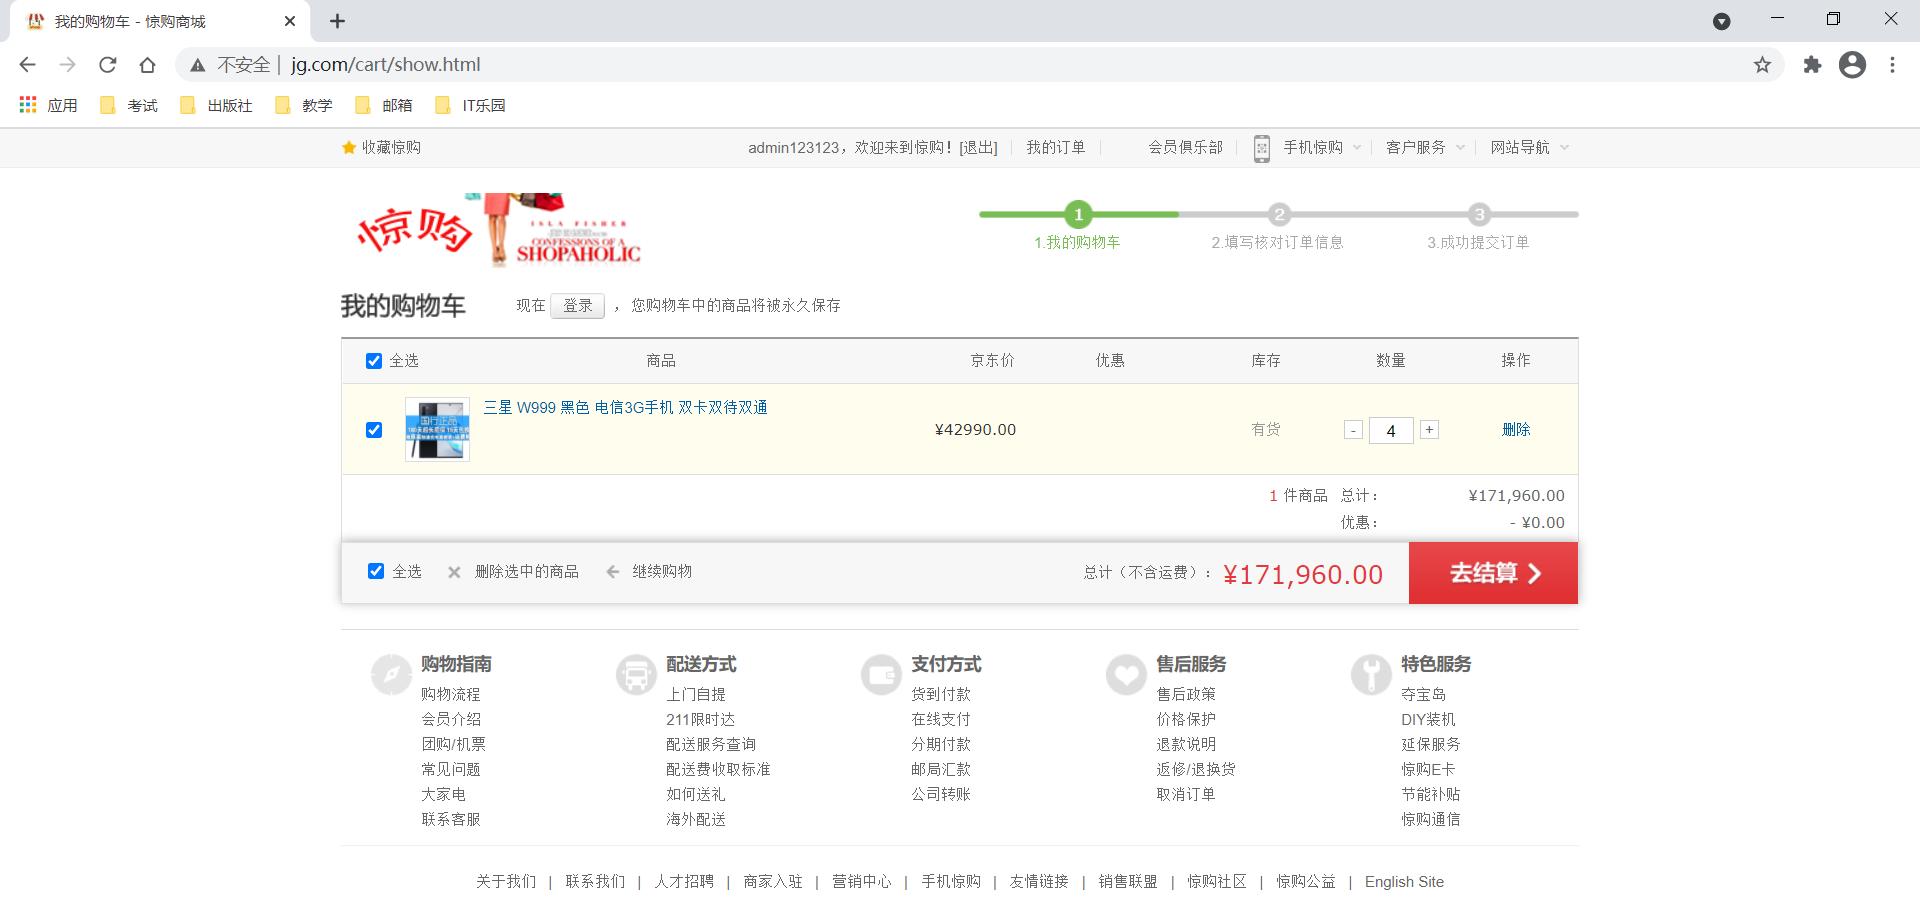 我的购物车 - 惊购商城
不安全 | jg.com/cart/show.html
应用 考试 出版社 教学 邮箱 IT乐园
收藏惊购 admin123123，欢迎来到惊购！[退出] 我的订单 会员俱乐部 手机惊购 客户服务 网站导航
惊购
ISLA FISHER
CONFESSIONS OF A
SHOPAHOLIC
1 2 3
1.我的购物车 2.填写核对订单信息 3.成功提交订单
我的购物车 现在 登录 ，您购物车中的商品将被永久保存
全选 商品 京东价 优惠 库存 数量 操作
国行正品
三星 W999 黑色 电信3G手机 双卡双待双通
¥42990.00 有货 - 4 + 删除
1 件商品 总计： ¥171,960.00
优惠： - ¥0.00
全选 删除选中的商品 继续购物 总计（不含运费）： ¥171,960.00 去结算
购物指南 配送方式 支付方式 售后服务 特色服务
购物流程 上门自提 货到付款 售后政策 夺宝岛
会员介绍 211限时达 在线支付 价格保护 DIY装机
团购/机票 配送服务查询 分期付款 退款说明 延保服务
常见问题 配送费收取标准 邮局汇款 返修/退换货 惊购E卡
大家电 如何送礼 公司转账 取消订单 节能补贴
联系客服 海外配送 惊购通信
关于我们 | 联系我们 | 人才招聘 | 商家入驻 | 营销中心 | 手机惊购 | 友情链接 | 销售联盟 | 惊购社区 | 惊购公益 | English Site